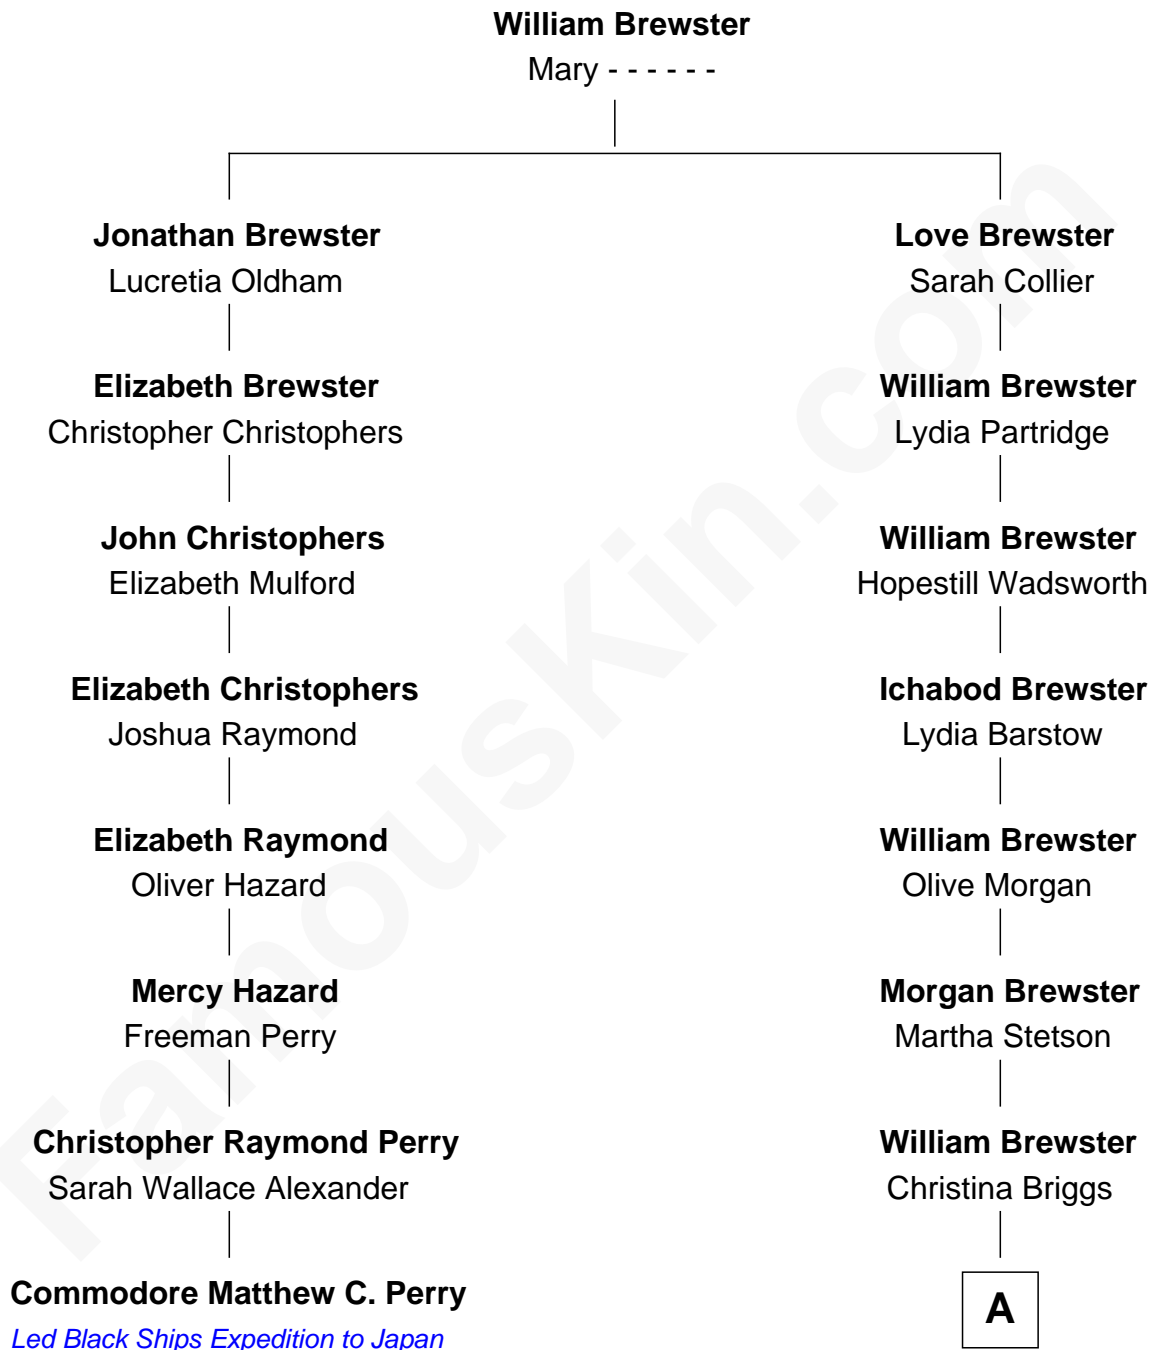 William Brewster
Mary - - - - - -
Jonathan Brewster
Lucretia Oldham
Love Brewster
Sarah Collier
Elizabeth Brewster
Christopher Christophers
William Brewster
Lydia Partridge
John Christophers
Elizabeth Mulford
William Brewster
Hopestill Wadsworth
Elizabeth Christophers
Joshua Raymond
Ichabod Brewster
Lydia Barstow
Elizabeth Raymond
Oliver Hazard
William Brewster
Olive Morgan
Mercy Hazard
Freeman Perry
Morgan Brewster
Martha Stetson
Christopher Raymond Perry
Sarah Wallace Alexander
William Brewster
Christina Briggs
Commodore Matthew C. Perry
Led Black Ships Expedition to Japan
A
FamousKin.com